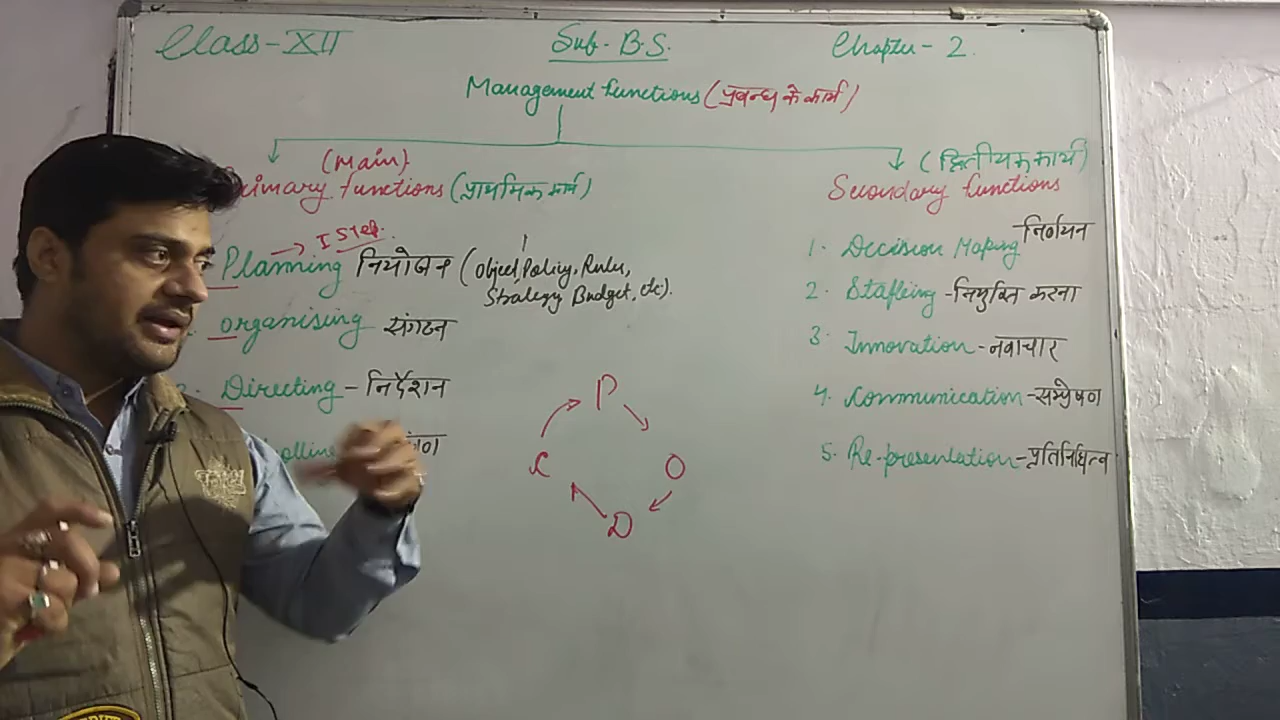 Class-XII
Sub-B.S.
Chapter-2
Management functions (प्रबन्ध के कार्य)
(main)
Primary functions (प्राथमिक कार्य)
→ I Step.
Planning नियोजन (object, Policy, Rules,
Strategy Budget, etc).
organising संगठन
2. Directing - निर्देशन
(द्वितीयक कार्य)
Secondary functions
1. Decision Making निर्णयन
2. Staffing - नियुक्ति करना
3. Innovation - नवाचार
4. Communication - सम्प्रेषण
5. Re-presentation - प्रतिनिधित्व
P
C
O
D